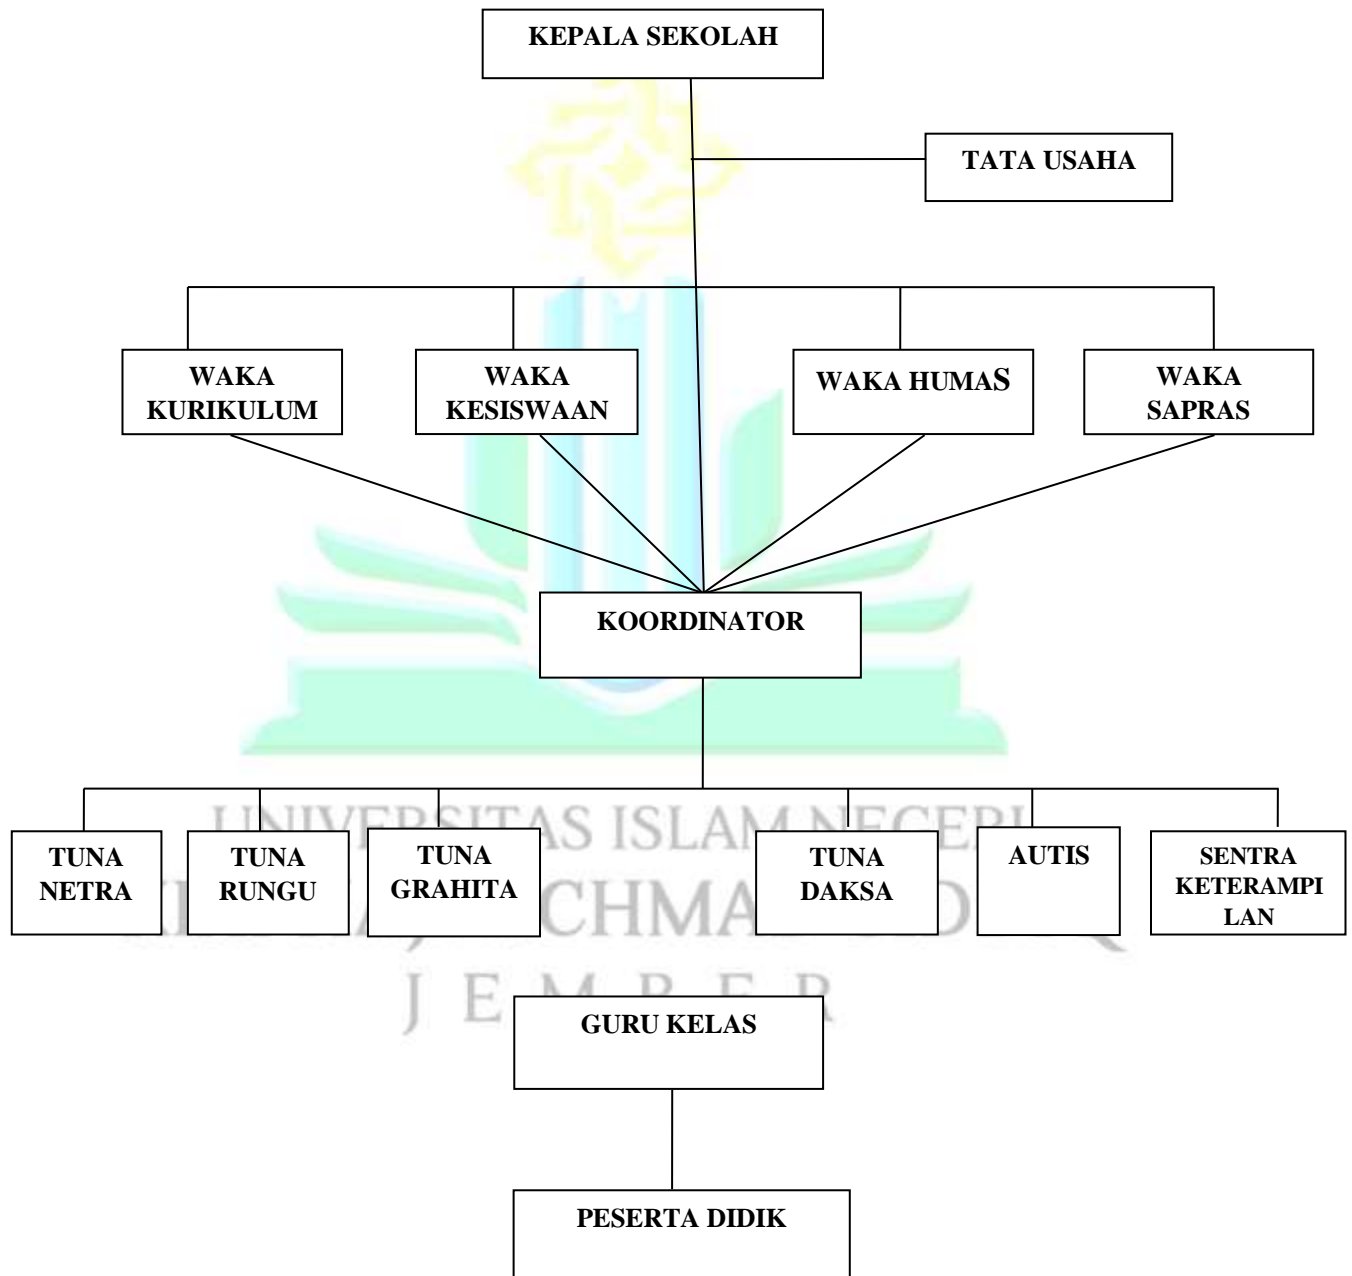 KEPALA SEKOLAH
TATA USAHA
WAKA
KURIKULUM
WAKA
KESISWAAN
WAKA HUMAS
WAKA
SAPRAS
KOORDINATOR
UNIVERSITAS ISLAM NEGERI
TUNA
NETRA
TUNA
RUNGU
TUNA
GRAHITA
TUNA
DAKSA
AUTIS
SENTRA
KETERAMPI
LAN
JEMBER
GURU KELAS
PESERTA DIDIK